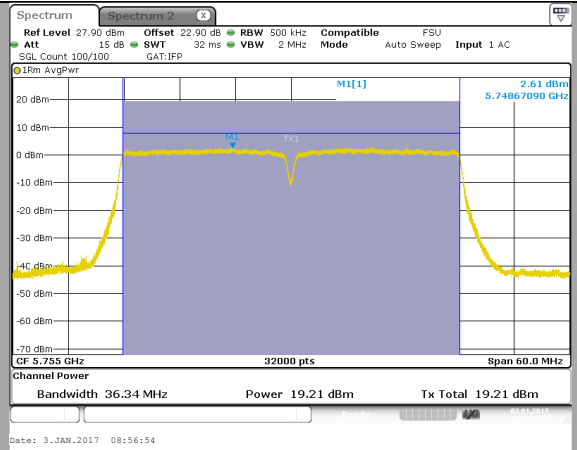 Spectrum
Spectrum 2 X
Ref Level 27.90 dBm Offset 22.90 dB RBW 500 kHz Compatible FSU
Att 15 dB SWT 32 ms VBW 2 MHz Mode Auto Sweep Input 1 AC
SGL Count 100/100 GAT:IFP
1Rm AvgPwr
M1[1] 2.61 dBm
5.74867090 GHz
20 dBm
10 dBm
M1
TX1
0 dBm
-10 dBm
-20 dBm
-30 dBm
-40 dBm
-50 dBm
-60 dBm
-70 dBm
CF 5.755 GHz 32000 pts Span 60.0 MHz
Channel Power
Bandwidth 36.34 MHz Power 19.21 dBm Tx Total 19.21 dBm
Ready 03.01.2017
Date: 3.JAN.2017 08:56:54